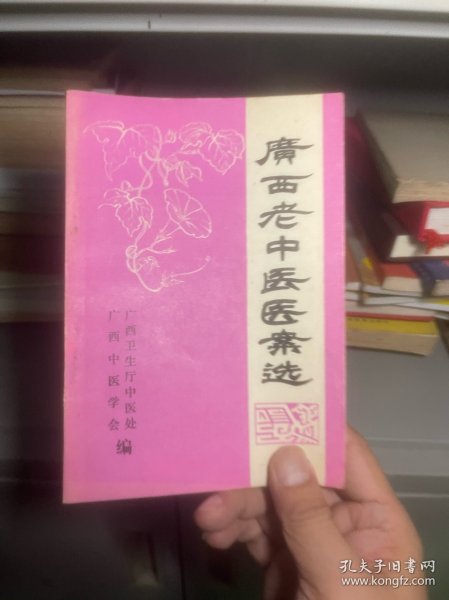 廣西老中医医案选
广西卫生厅中医处
广西中医学会
编
孔夫子旧书网
www.kongfz.com